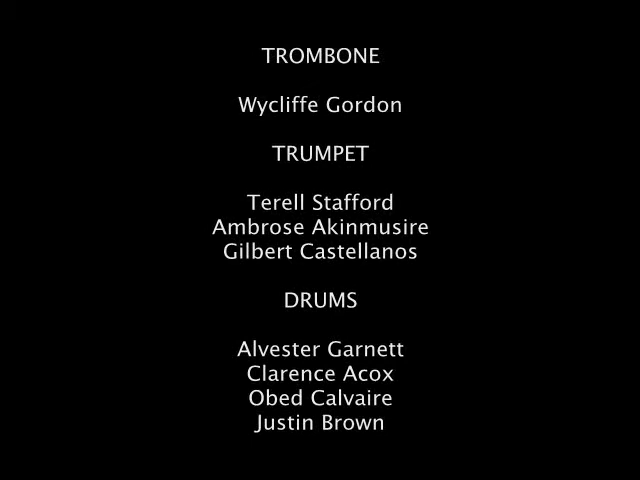 TROMBONE
Wycliffe Gordon
TRUMPET
Terell Stafford
Ambrose Akinmusire
Gilbert Castellanos
DRUMS
Alvester Garnett
Clarence Acox
Obed Calvaire
Justin Brown